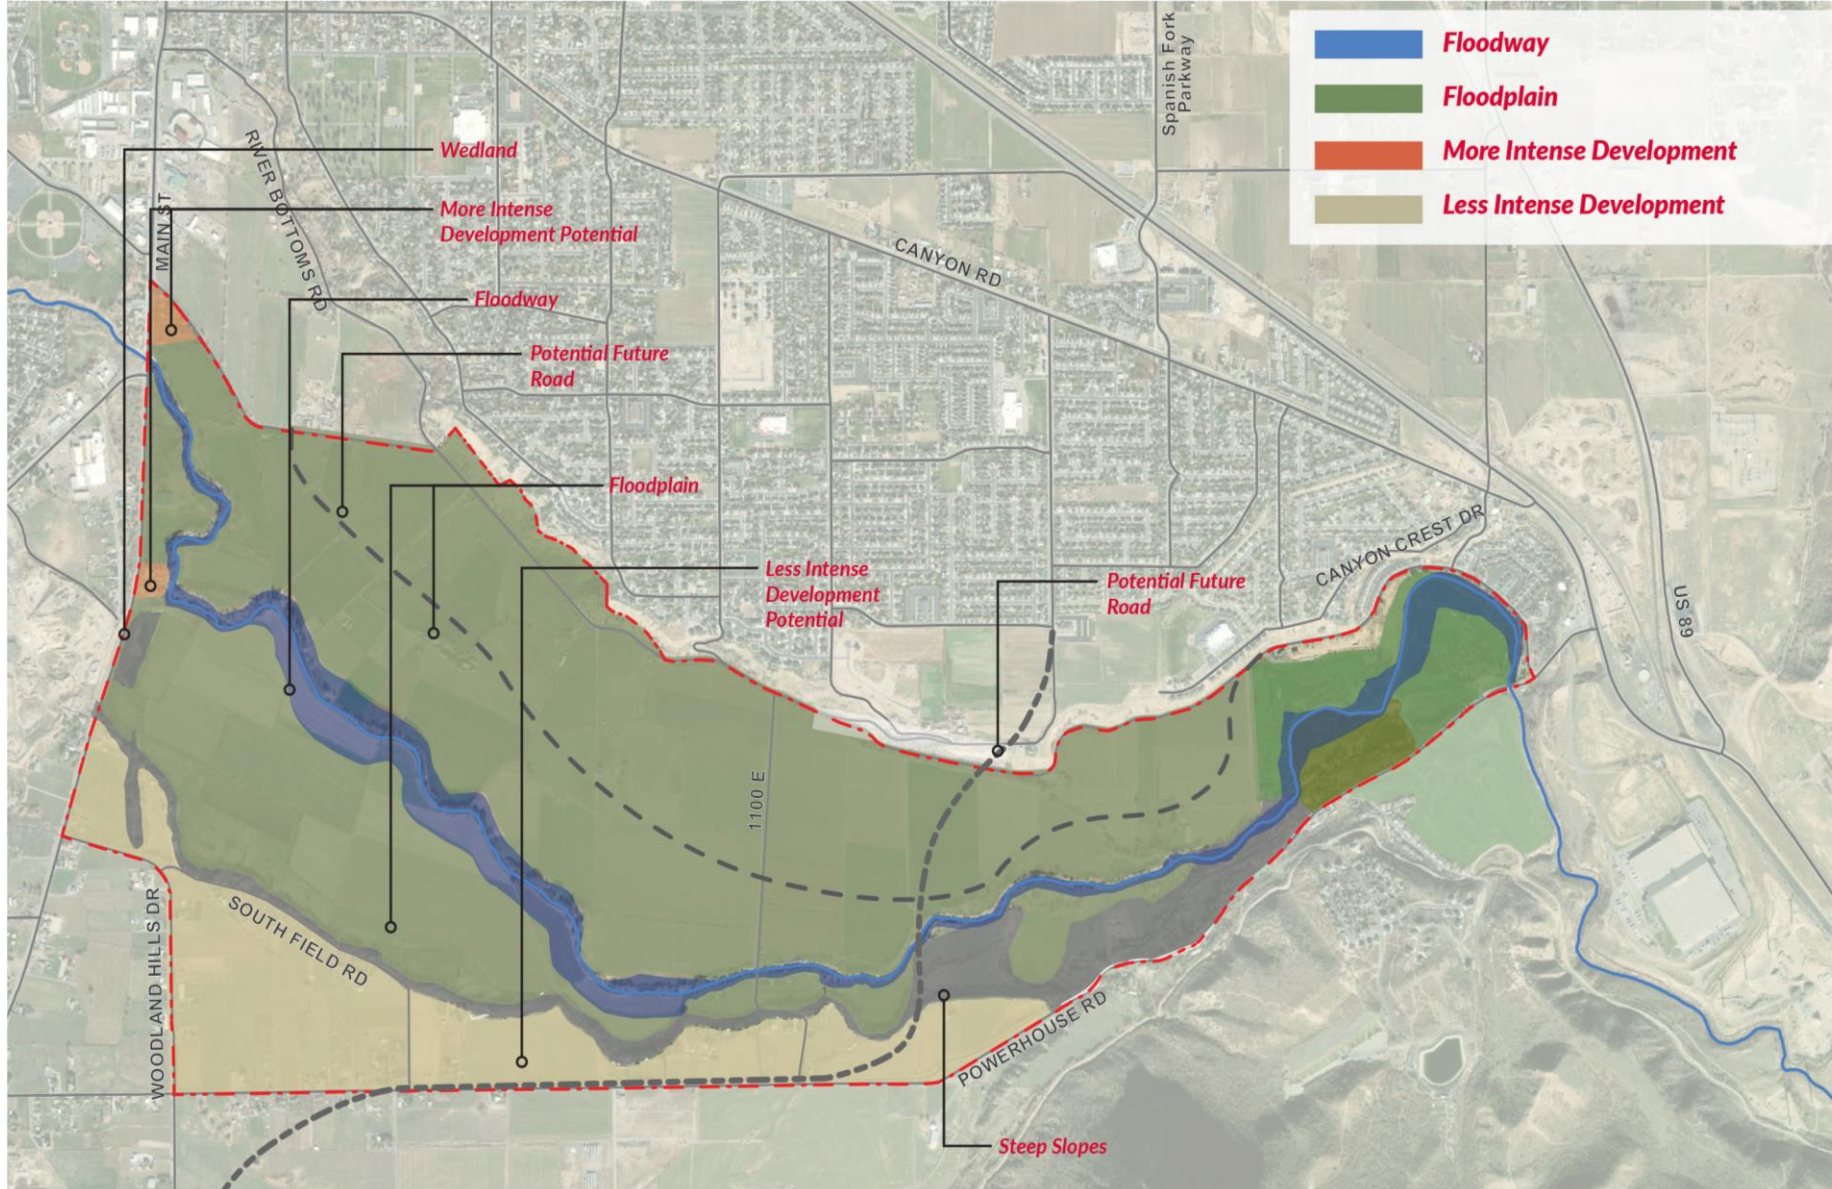 Spanish Fork
Parkway
Floodway
Floodplain
More Intense Development
Less Intense Development
Wedland
RIVER BOTTOMS RD
MAIN ST
More Intense
Development Potential
CANYON RD
Floodway
Potential Future
Road
Floodplain
CANYON CREST DR
Less Intense
Development
Potential
Potential Future
Road
US 89
1100 E
SOUTH FIELD RD
WOODLAND HILLS DR
POWERHOUSE RD
Steep Slopes